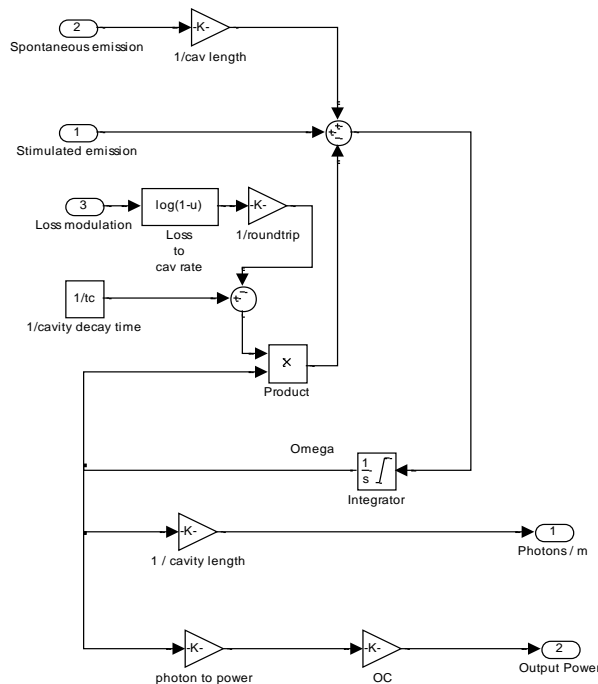 2
Spontaneous emission
-K-
1/cav length
1
Stimulated emission
3
Loss modulation
log(1-u)
Loss
to
cav rate
-K-
1/roundtrip
1/tc
1/cavity decay time
Product
Omega
1
s
Integrator
-K-
1 / cavity length
1
Photons / m
-K-
photon to power
-K-
OC
2
Output Power